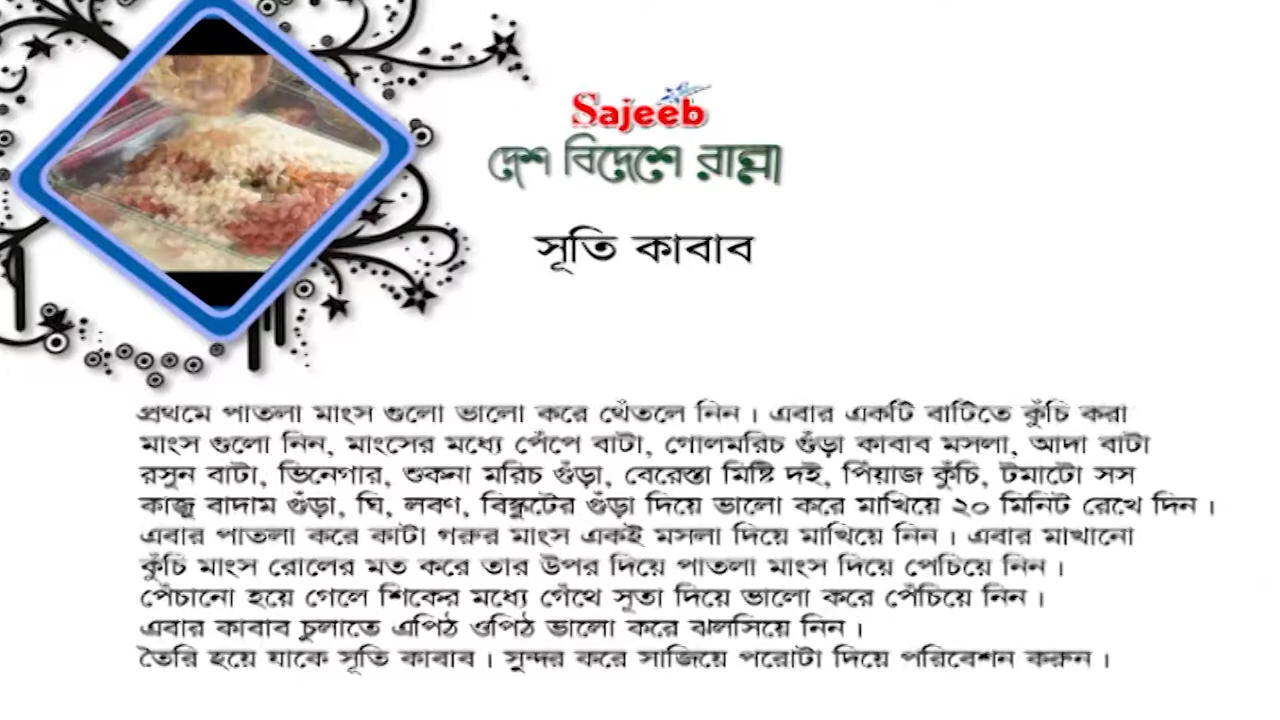 Sajeeb
দেশ বিদেশে রান্না
সূতি কাবাব
প্রথমে পাতলা মাংস গুলো ভালো করে থেঁতলে নিন। এবার একটি বাটিতে কুঁচি করা
মাংস গুলো নিন, মাংসের মধ্যে পেঁপে বাটা, গোলমরিচ গুঁড়া কাবাব মসলা, আদা বাটা
রসুন বাটা, ভিনেগার, শুকনা মরিচ গুঁড়া, বেরেস্তা মিষ্টি দই, পিঁয়াজ কুঁচি, টমাটো সস
কাজু বাদাম গুঁড়া, ঘি, লবণ, বিস্কুটের গুঁড়া দিয়ে ভালো করে মাখিয়ে ২০ মিনিট রেখে দিন।
এবার পাতলা করে কাটা গরুর মাংস একই মসলা দিয়ে মাখিয়ে নিন। এবার মাখানো
কুঁচি মাংস রোলের মত করে তার উপর দিয়ে পাতলা মাংস দিয়ে পেচিয়ে নিন।
পেঁচানো হয়ে গেলে শিকের মধ্যে গেঁথে সূতা দিয়ে ভালো করে পেঁচিয়ে নিন।
এবার কাবাব চুলাতে এপিঠ ওপিঠ ভালো করে ঝলসিয়ে নিন।
তৈরি হয়ে যাকে সূতি কাবাব। সুন্দর করে সাজিয়ে পরোটা দিয়ে পরিবেশন করুন।